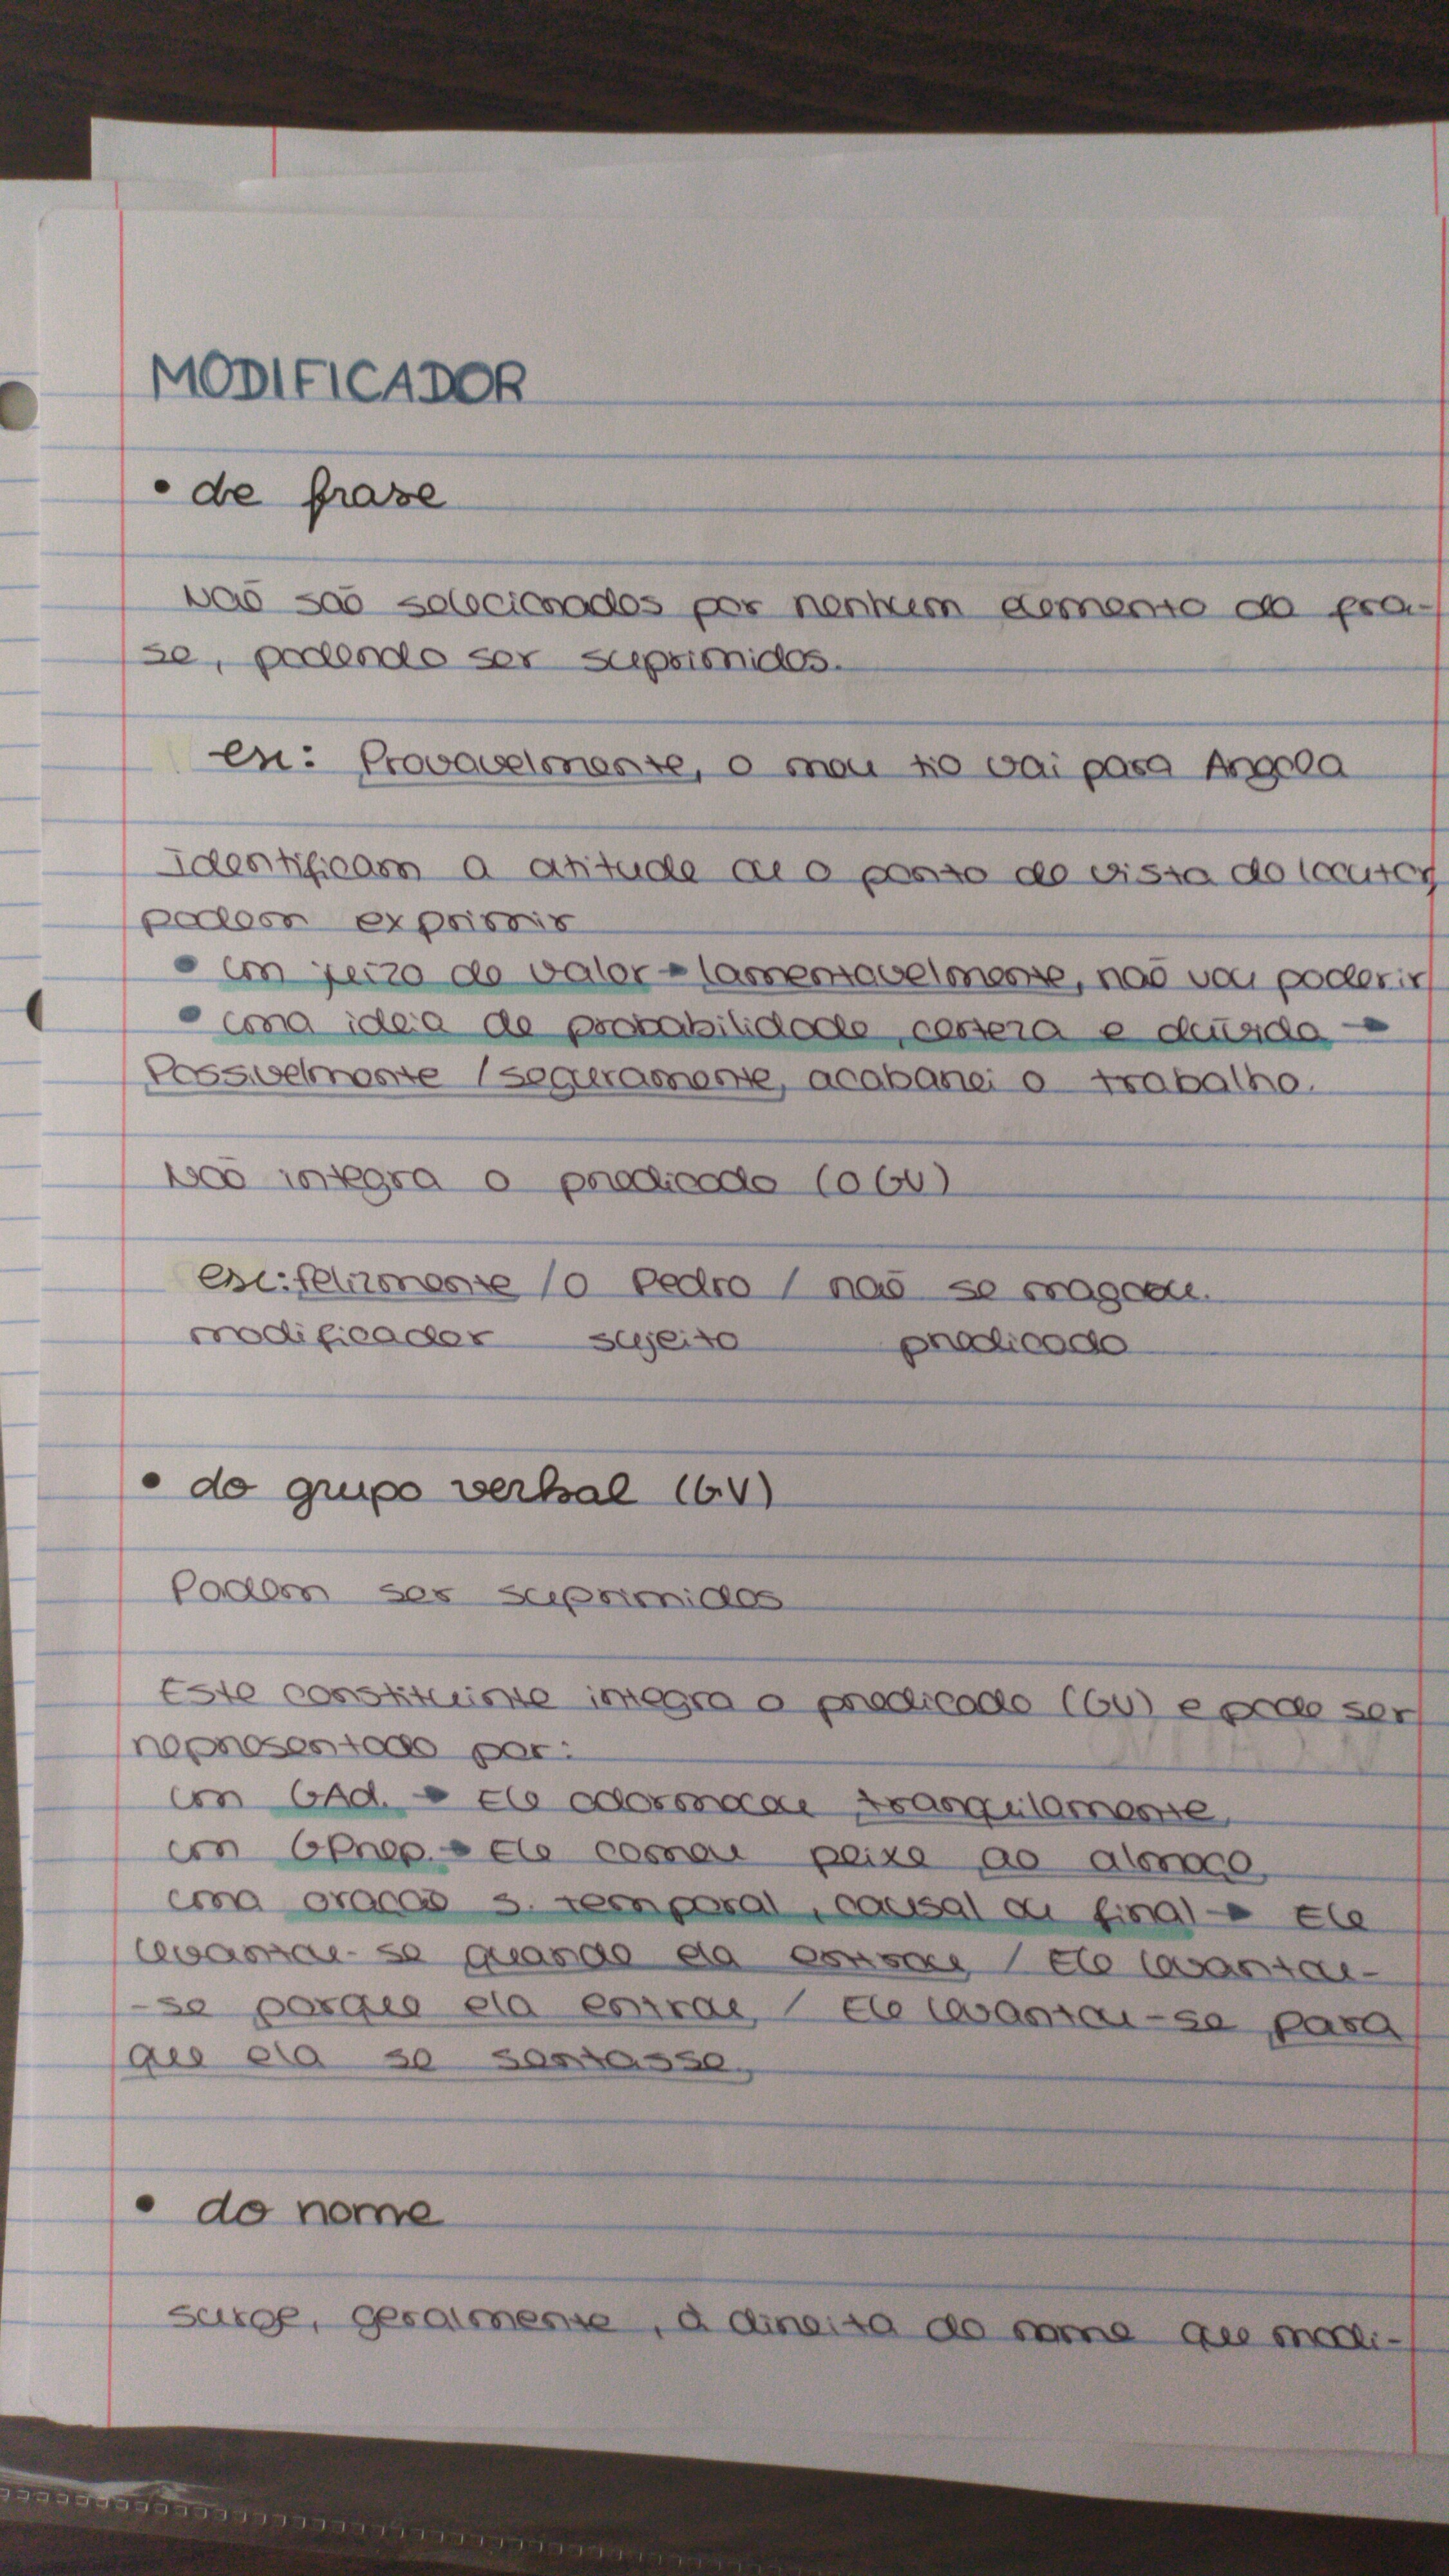 MODIFICADOR
• de frase
Não são selecionados por nenhum elemento da fra-
se, podendo ser suprimidos.
ex: Provavelmente, o meu tio vai para Angola
Identificam a atitude ou o ponto de vista do locutor
podem exprimir
• um juízo de valor → lamentavelmente, não vou poder ir
• uma ideia de probabilidade, certeza e dúvida →
Possivelmente / seguramente, acabarei o trabalho.
Não integra o predicado (o GV)
ex: felizmente / o Pedro / não se magoou.
modificador sujeito predicado
• do grupo verbal (GV)
Podem ser suprimidos
Este constituinte integra o predicado (GV) e pode ser
representado por:
um GAd. → Ele adormeceu tranquilamente,
um GPrep. → Ele comeu peixe ao almoço,
uma oração s. temporal, causal ou final → Ele
levantou-se quando ela entrou, / Ele levantou-
-se porque ela entrou, / Ele levantou-se para
que ela se sentasse,
• do nome
surge, geralmente, à direita do nome que modi-